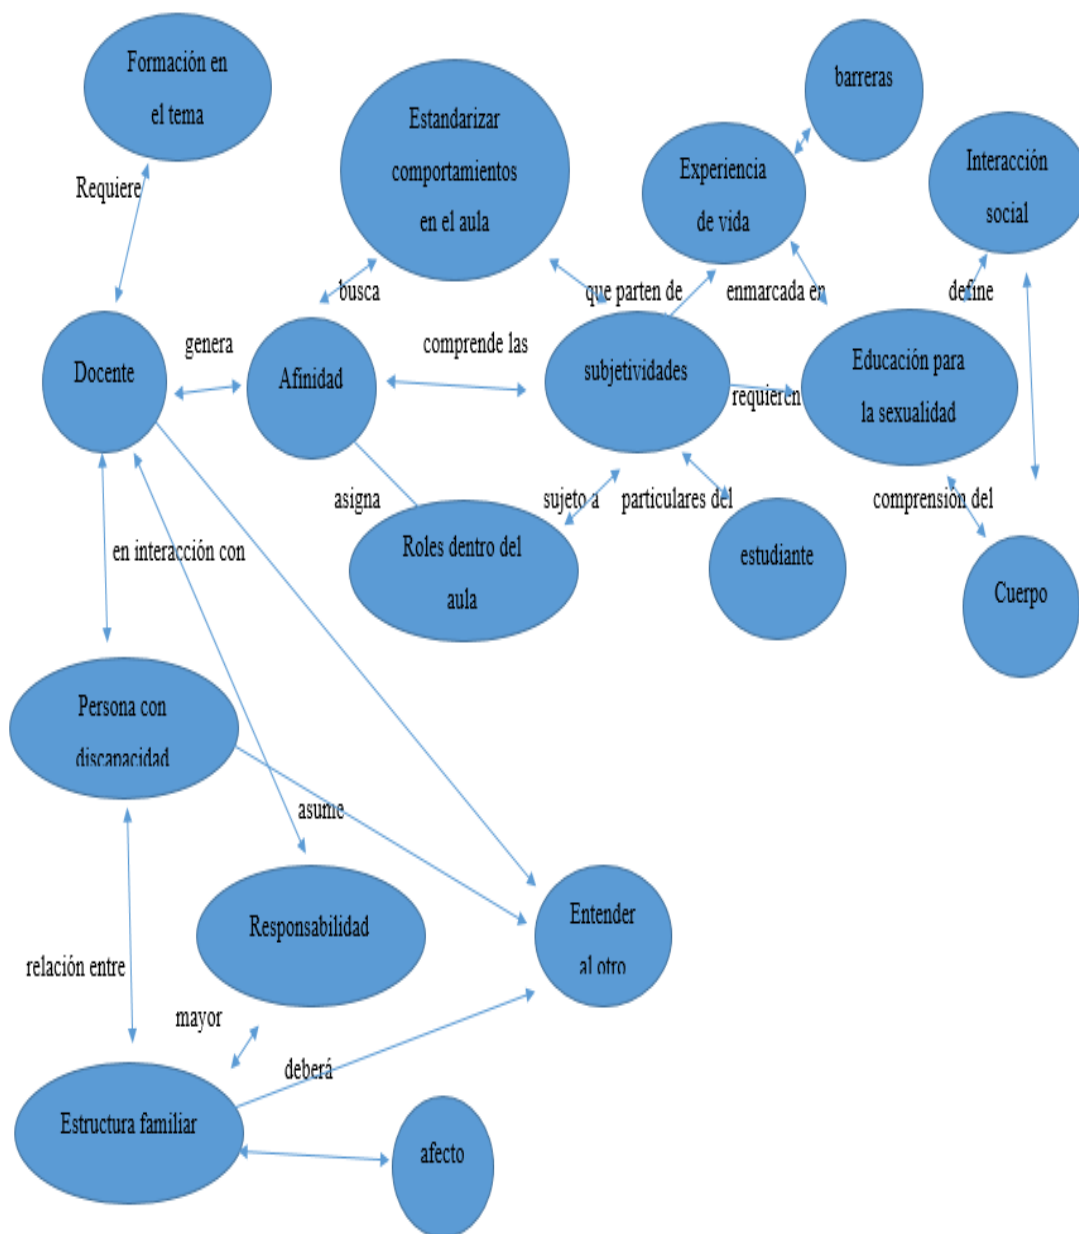 Formación en
el tema
barreras
Estandarizar
comportamientos
en el aula
Experiencia
de vida
Interacción
social
Requiere
busca
que parten de
enmarcada en
define
genera
comprende las
Docente
Afinidad
subjetividades
Educación para
la sexualidad
requieren
asigna
sujeto a
particulares del
comprensión del
en interacción con
Roles dentro del
aula
estudiante
Cuerpo
Persona con
discapacidad
asume
Responsabilidad
Entender
al otro
relación entre
mayor
deberá
Estructura familiar
afecto